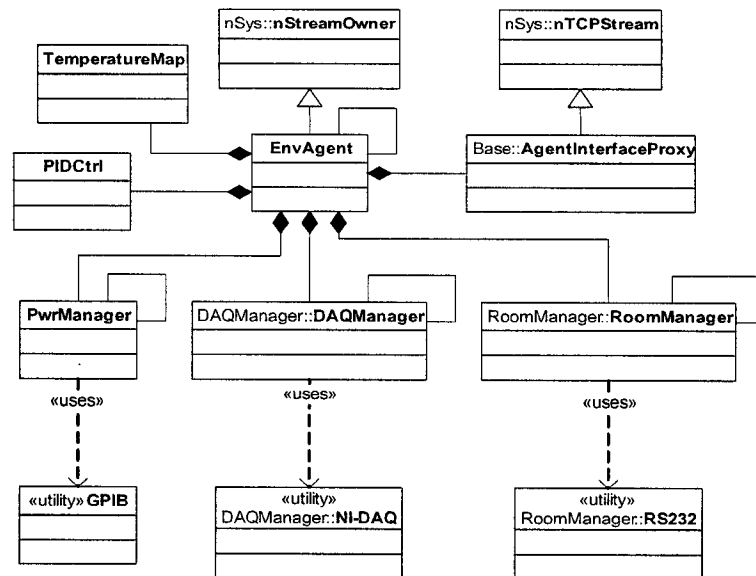 nSys::nStreamOwner
nSys::nTCPStream
TemperatureMap
EnvAgent
Base::AgentInterfaceProxy
PIDCtrl
PwrManager
DAQManager::DAQManager
RoomManager::RoomManager
«uses»
«uses»
«uses»
«utility» GPIB
«utility»
DAQManager::NI-DAQ
«utility»
RoomManager::RS232